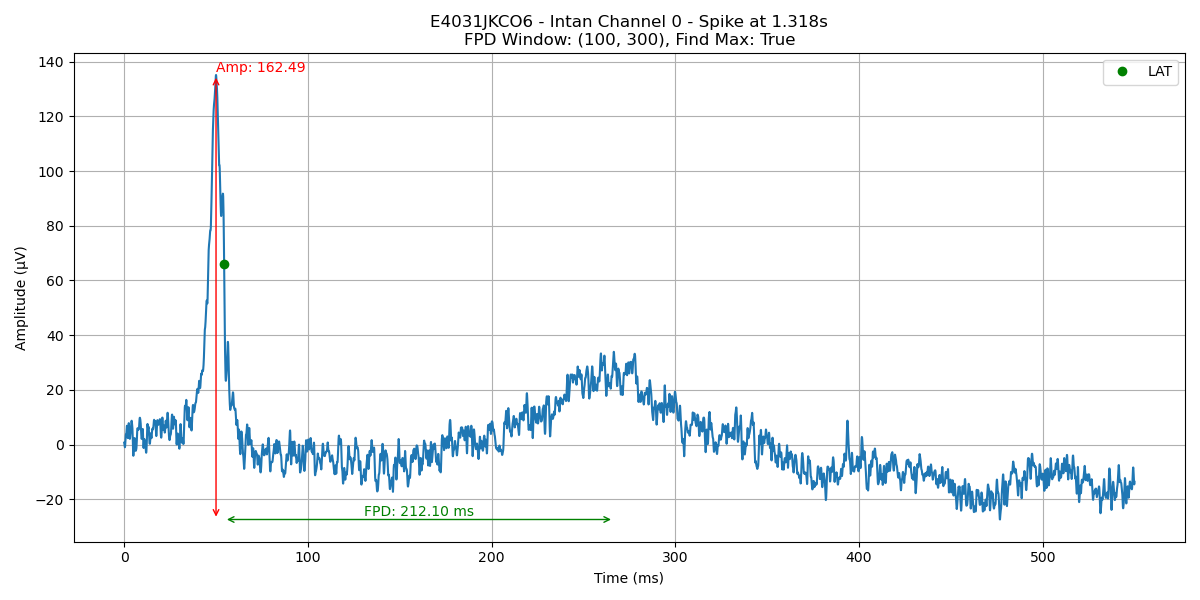 E4031JKCO6 - Intan Channel 0 - Spike at 1.318s
FPD Window: (100, 300), Find Max: True
Amp: 162.49
LAT
140
120
100
80
60
40
20
0
−20
Amplitude (μV)
FPD: 212.10 ms
0 100 200 300 400 500
Time (ms)